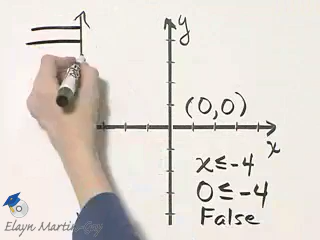 y
(0,0)
x
x ≤ -4
0 ≤ -4
False
Elayn Martin-Gay